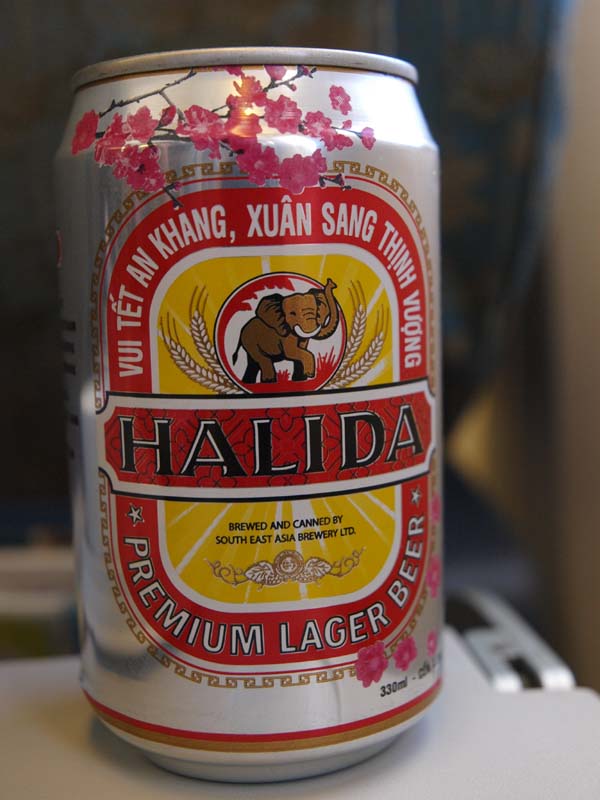 VUI TẾT AN KHANG, XUÂN SANG THỊNH VƯỢNG
HALIDA
BREWED AND CANNED BY
SOUTH EAST ASIA BREWERY LTD.
PREMIUM LAGER BEER
330ml -